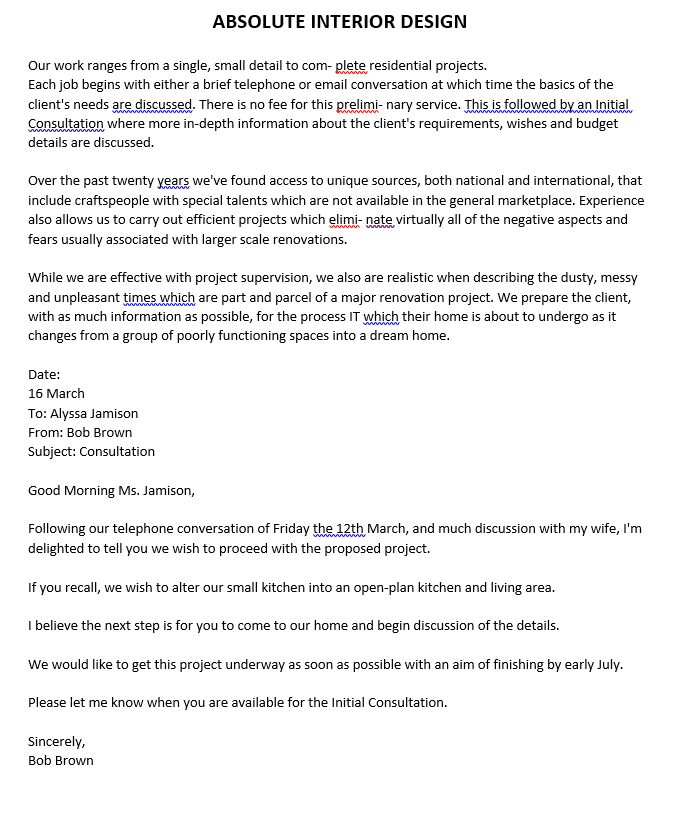 ABSOLUTE INTERIOR DESIGN
Our work ranges from a single, small detail to com- plete residential projects.
Each job begins with either a brief telephone or email conversation at which time the basics of the
client's needs are discussed. There is no fee for this prelimi- nary service. This is followed by an Initial
Consultation where more in-depth information about the client's requirements, wishes and budget
details are discussed.
Over the past twenty years we've found access to unique sources, both national and international, that
include craftspeople with special talents which are not available in the general marketplace. Experience
also allows us to carry out efficient projects which elimi- nate virtually all of the negative aspects and
fears usually associated with larger scale renovations.
While we are effective with project supervision, we also are realistic when describing the dusty, messy
and unpleasant times which are part and parcel of a major renovation project. We prepare the client,
with as much information as possible, for the process IT which their home is about to undergo as it
changes from a group of poorly functioning spaces into a dream home.
Date:
16 March
To: Alyssa Jamison
From: Bob Brown
Subject: Consultation
Good Morning Ms. Jamison,
Following our telephone conversation of Friday the 12th March, and much discussion with my wife, I'm
delighted to tell you we wish to proceed with the proposed project.
If you recall, we wish to alter our small kitchen into an open-plan kitchen and living area.
I believe the next step is for you to come to our home and begin discussion of the details.
We would like to get this project underway as soon as possible with an aim of finishing by early July.
Please let me know when you are available for the Initial Consultation.
Sincerely,
Bob Brown